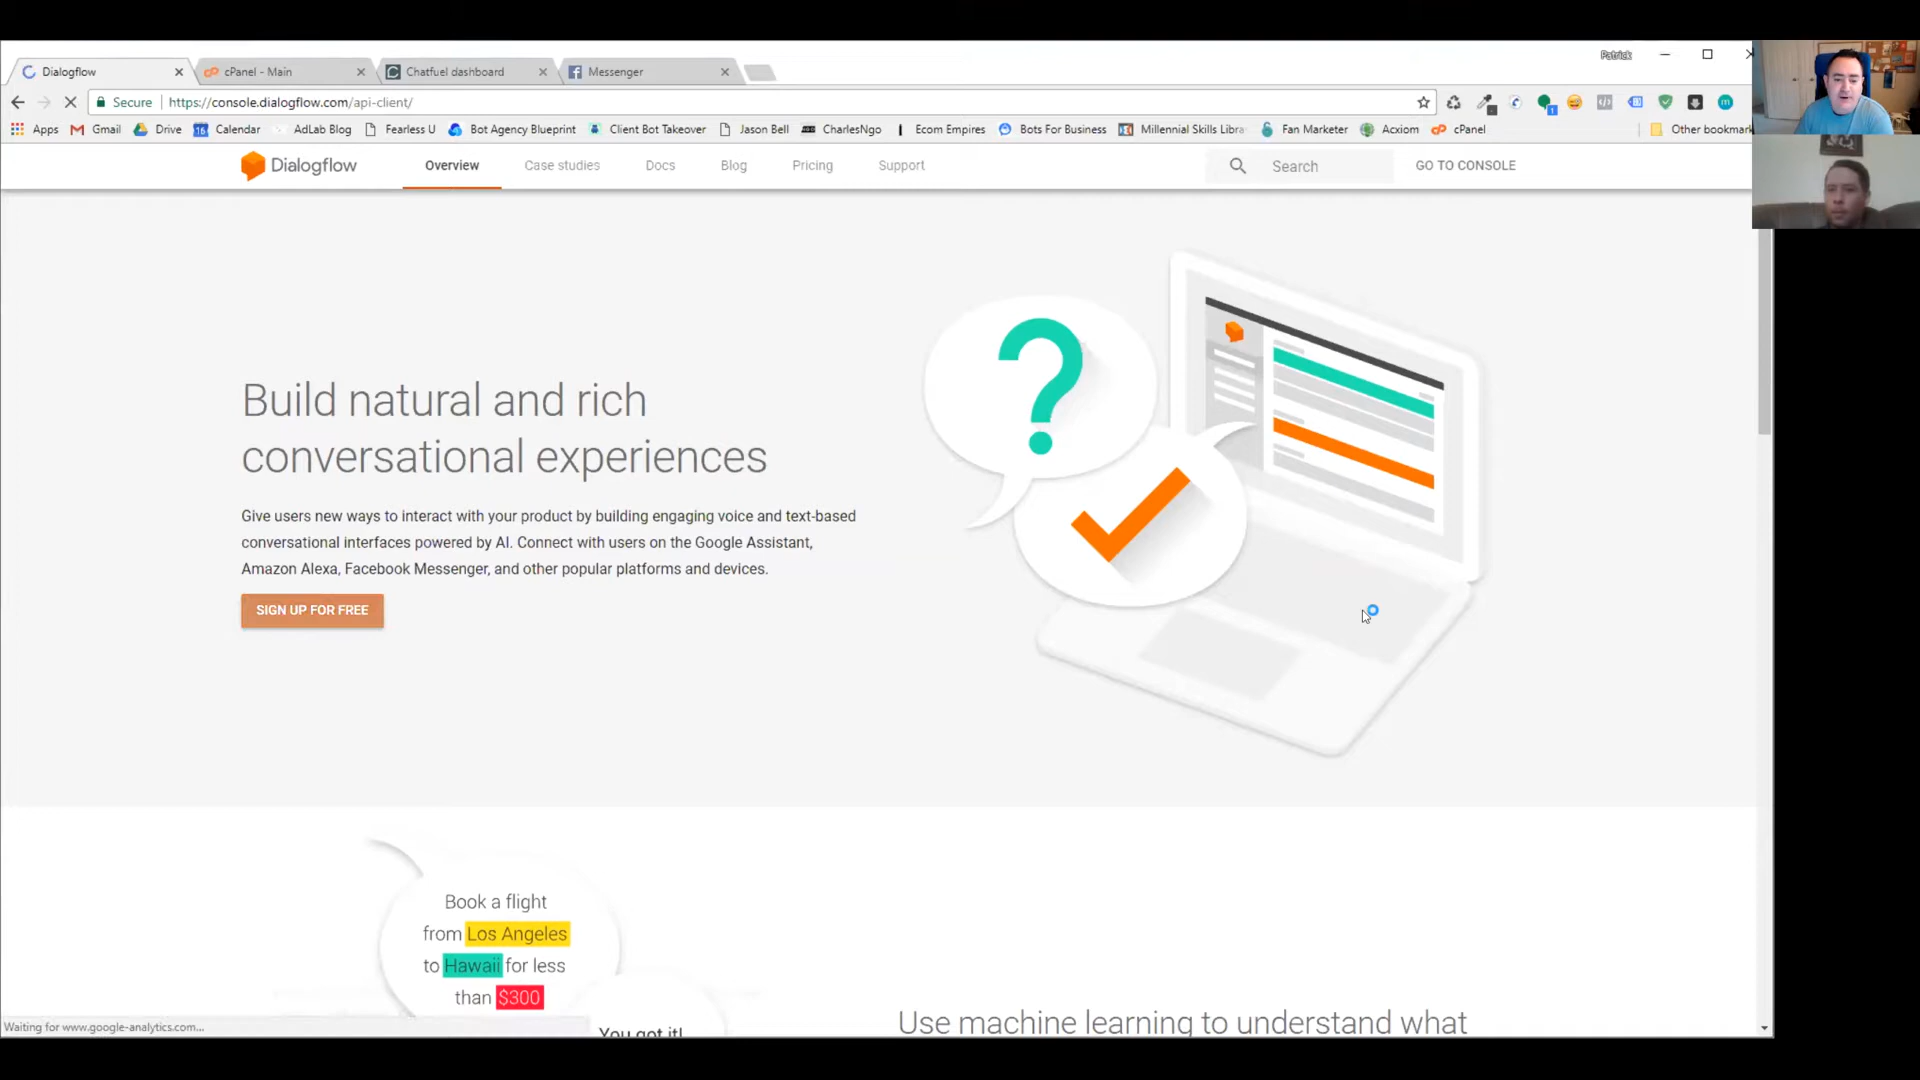 Patrick
Dialogflow
cPanel - Main
Chatfuel dashboard
Messenger
Secure
https://console.dialogflow.com/api-client/
Apps
Gmail
Drive
Calendar
AdLab Blog
Fearless U
Bot Agency Blueprint
Client Bot Takeover
Jason Bell
CharlesNgo
Ecom Empires
Bots For Business
Millennial Skills Libra
Fan Marketer
Acxiom
cPanel
Other bookmark
Dialogflow
Overview
Case studies
Docs
Blog
Pricing
Support
Search
GO TO CONSOLE
Build natural and rich
conversational experiences
Give users new ways to interact with your product by building engaging voice and text-based
conversational interfaces powered by AI. Connect with users on the Google Assistant,
Amazon Alexa, Facebook Messenger, and other popular platforms and devices.
SIGN UP FOR FREE
?
Book a flight
from Los Angeles
to Hawaii for less
than $300
You got it!
Use machine learning to understand what
Waiting for www.google-analytics.com...